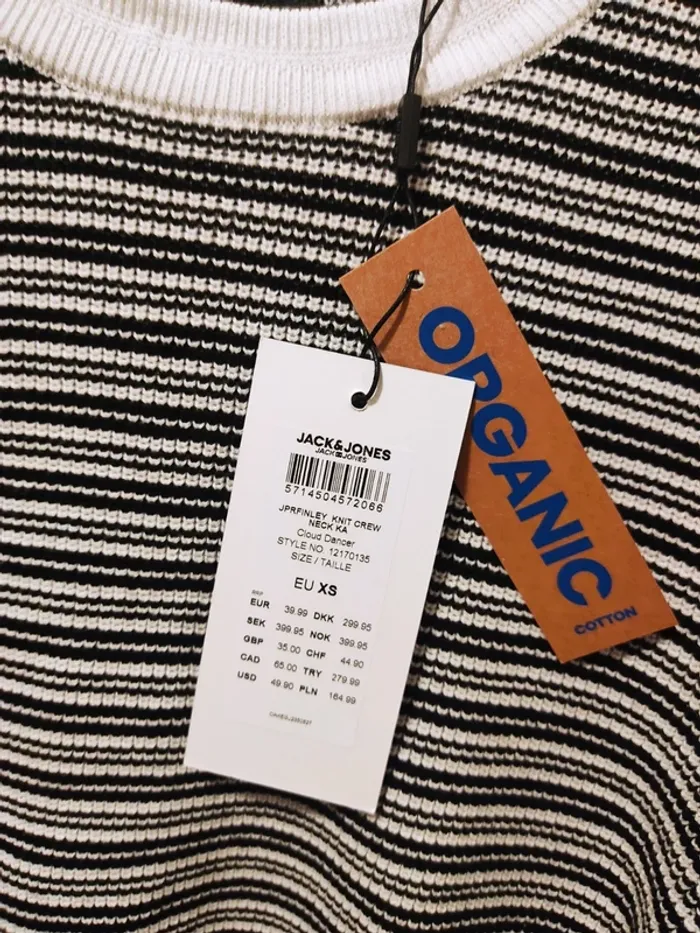 JACK&JONES
JACK&JONES
5714504572066
JPRFINLEY KNIT CREW
NECK KA
Cloud Dancer
STYLE NO 12170135
SIZE / TAILLE
EU XS
RRP
EUR 39.99 DKK 299.95
SEK 399.95 NOK 399.95
GBP 35.00 CHF 44.90
CAD 65.00 TRY 279.99
USD 49.90 PLN 164.99
ORGANIC
COTTON